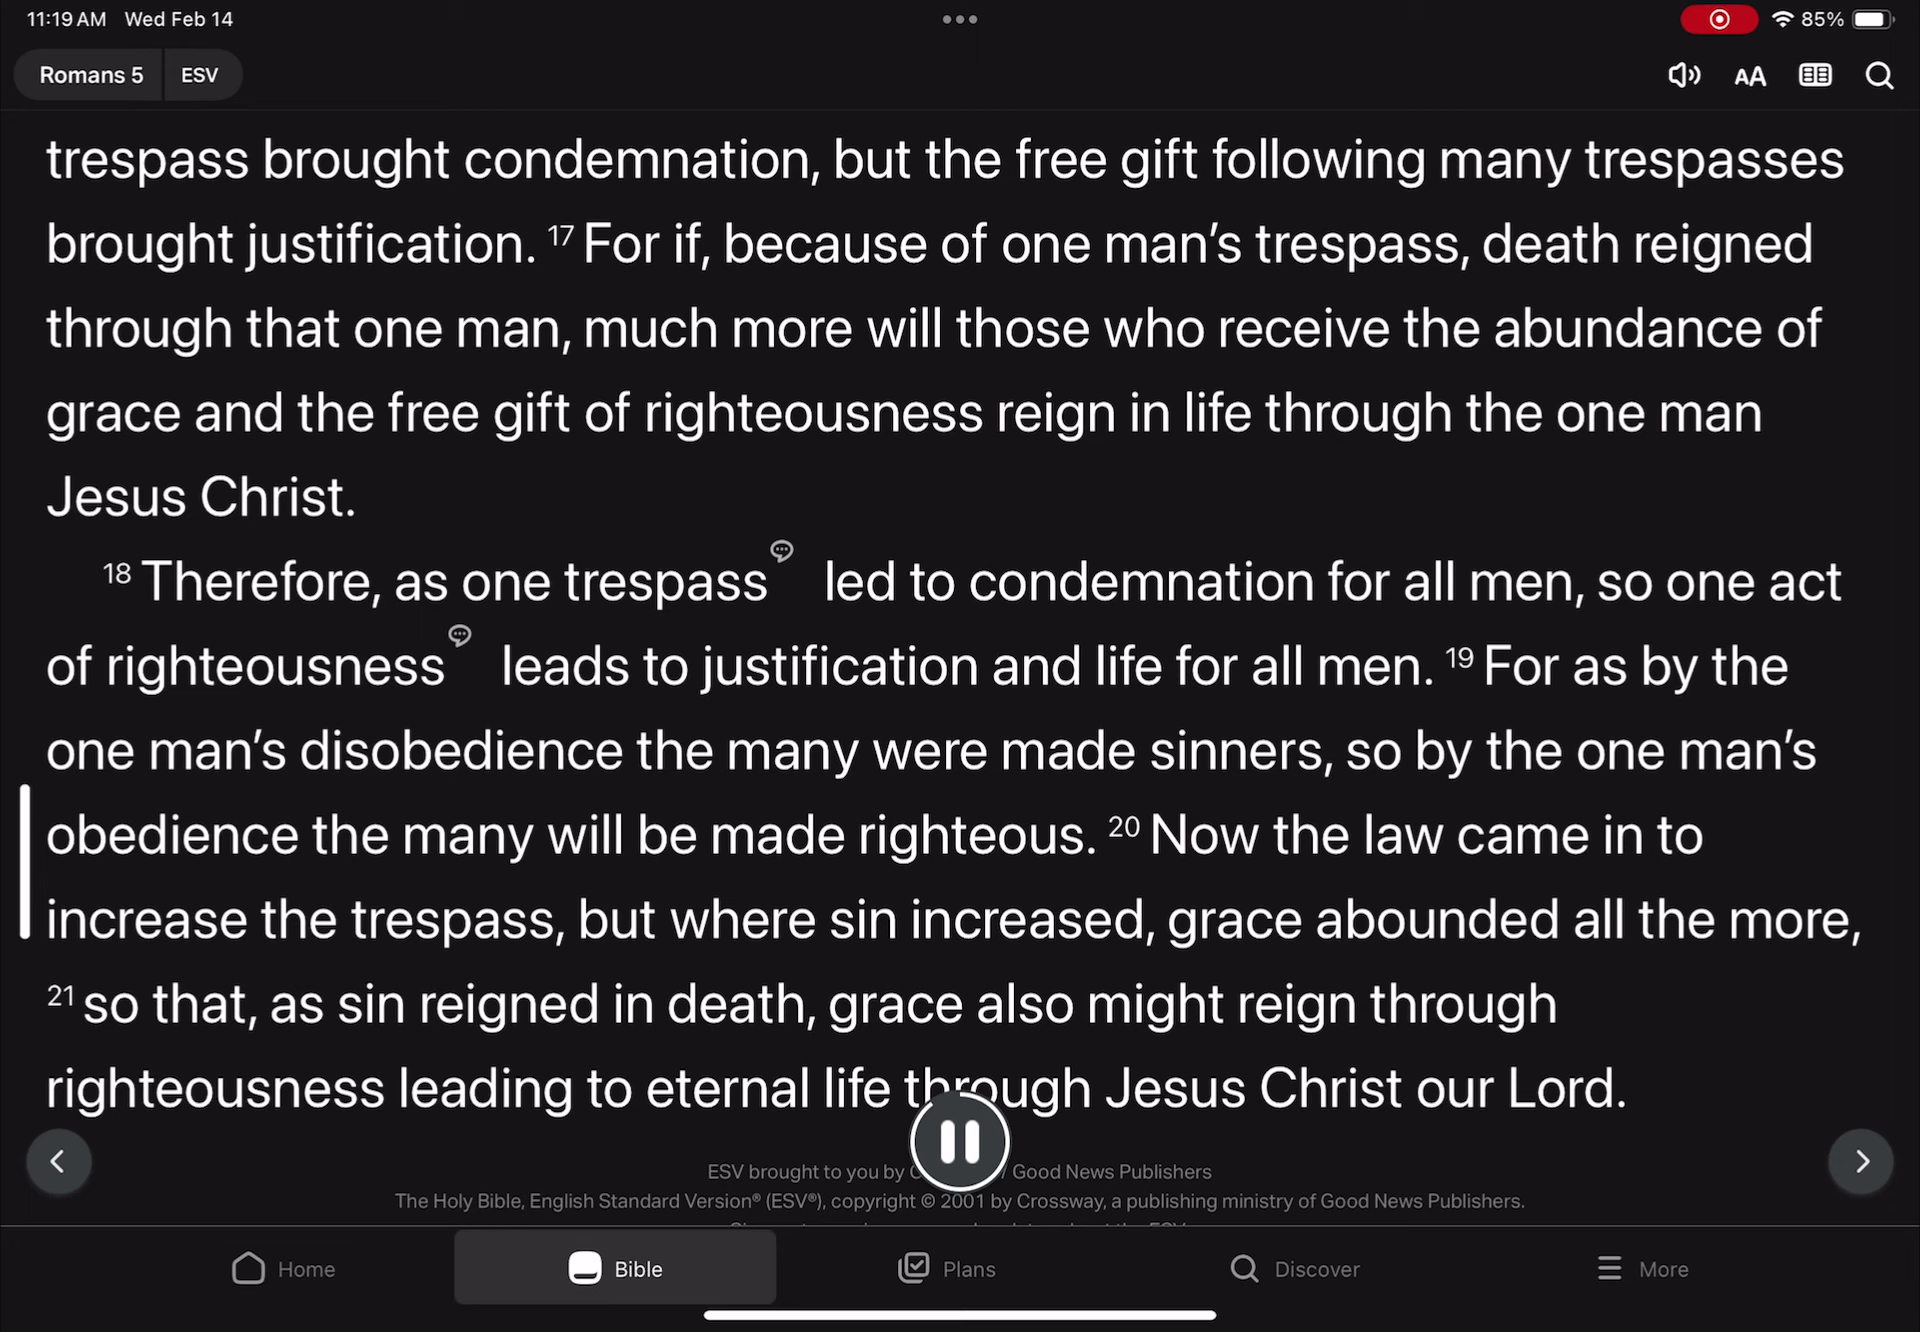 11:19 AM Wed Feb 14
85%
Romans 5 ESV
AA
trespass brought condemnation, but the free gift following many trespasses
brought justification. 17 For if, because of one man’s trespass, death reigned
through that one man, much more will those who receive the abundance of
grace and the free gift of righteousness reign in life through the one man
Jesus Christ.
18 Therefore, as one trespass led to condemnation for all men, so one act
of righteousness leads to justification and life for all men. 19 For as by the
one man’s disobedience the many were made sinners, so by the one man’s
obedience the many will be made righteous. 20 Now the law came in to
increase the trespass, but where sin increased, grace abounded all the more,
21 so that, as sin reigned in death, grace also might reign through
righteousness leading to eternal life through Jesus Christ our Lord.
ESV brought to you by Good News Publishers
The Holy Bible, English Standard Version® (ESV®), copyright © 2001 by Crossway, a publishing ministry of Good News Publishers.
Home Bible Plans Discover More